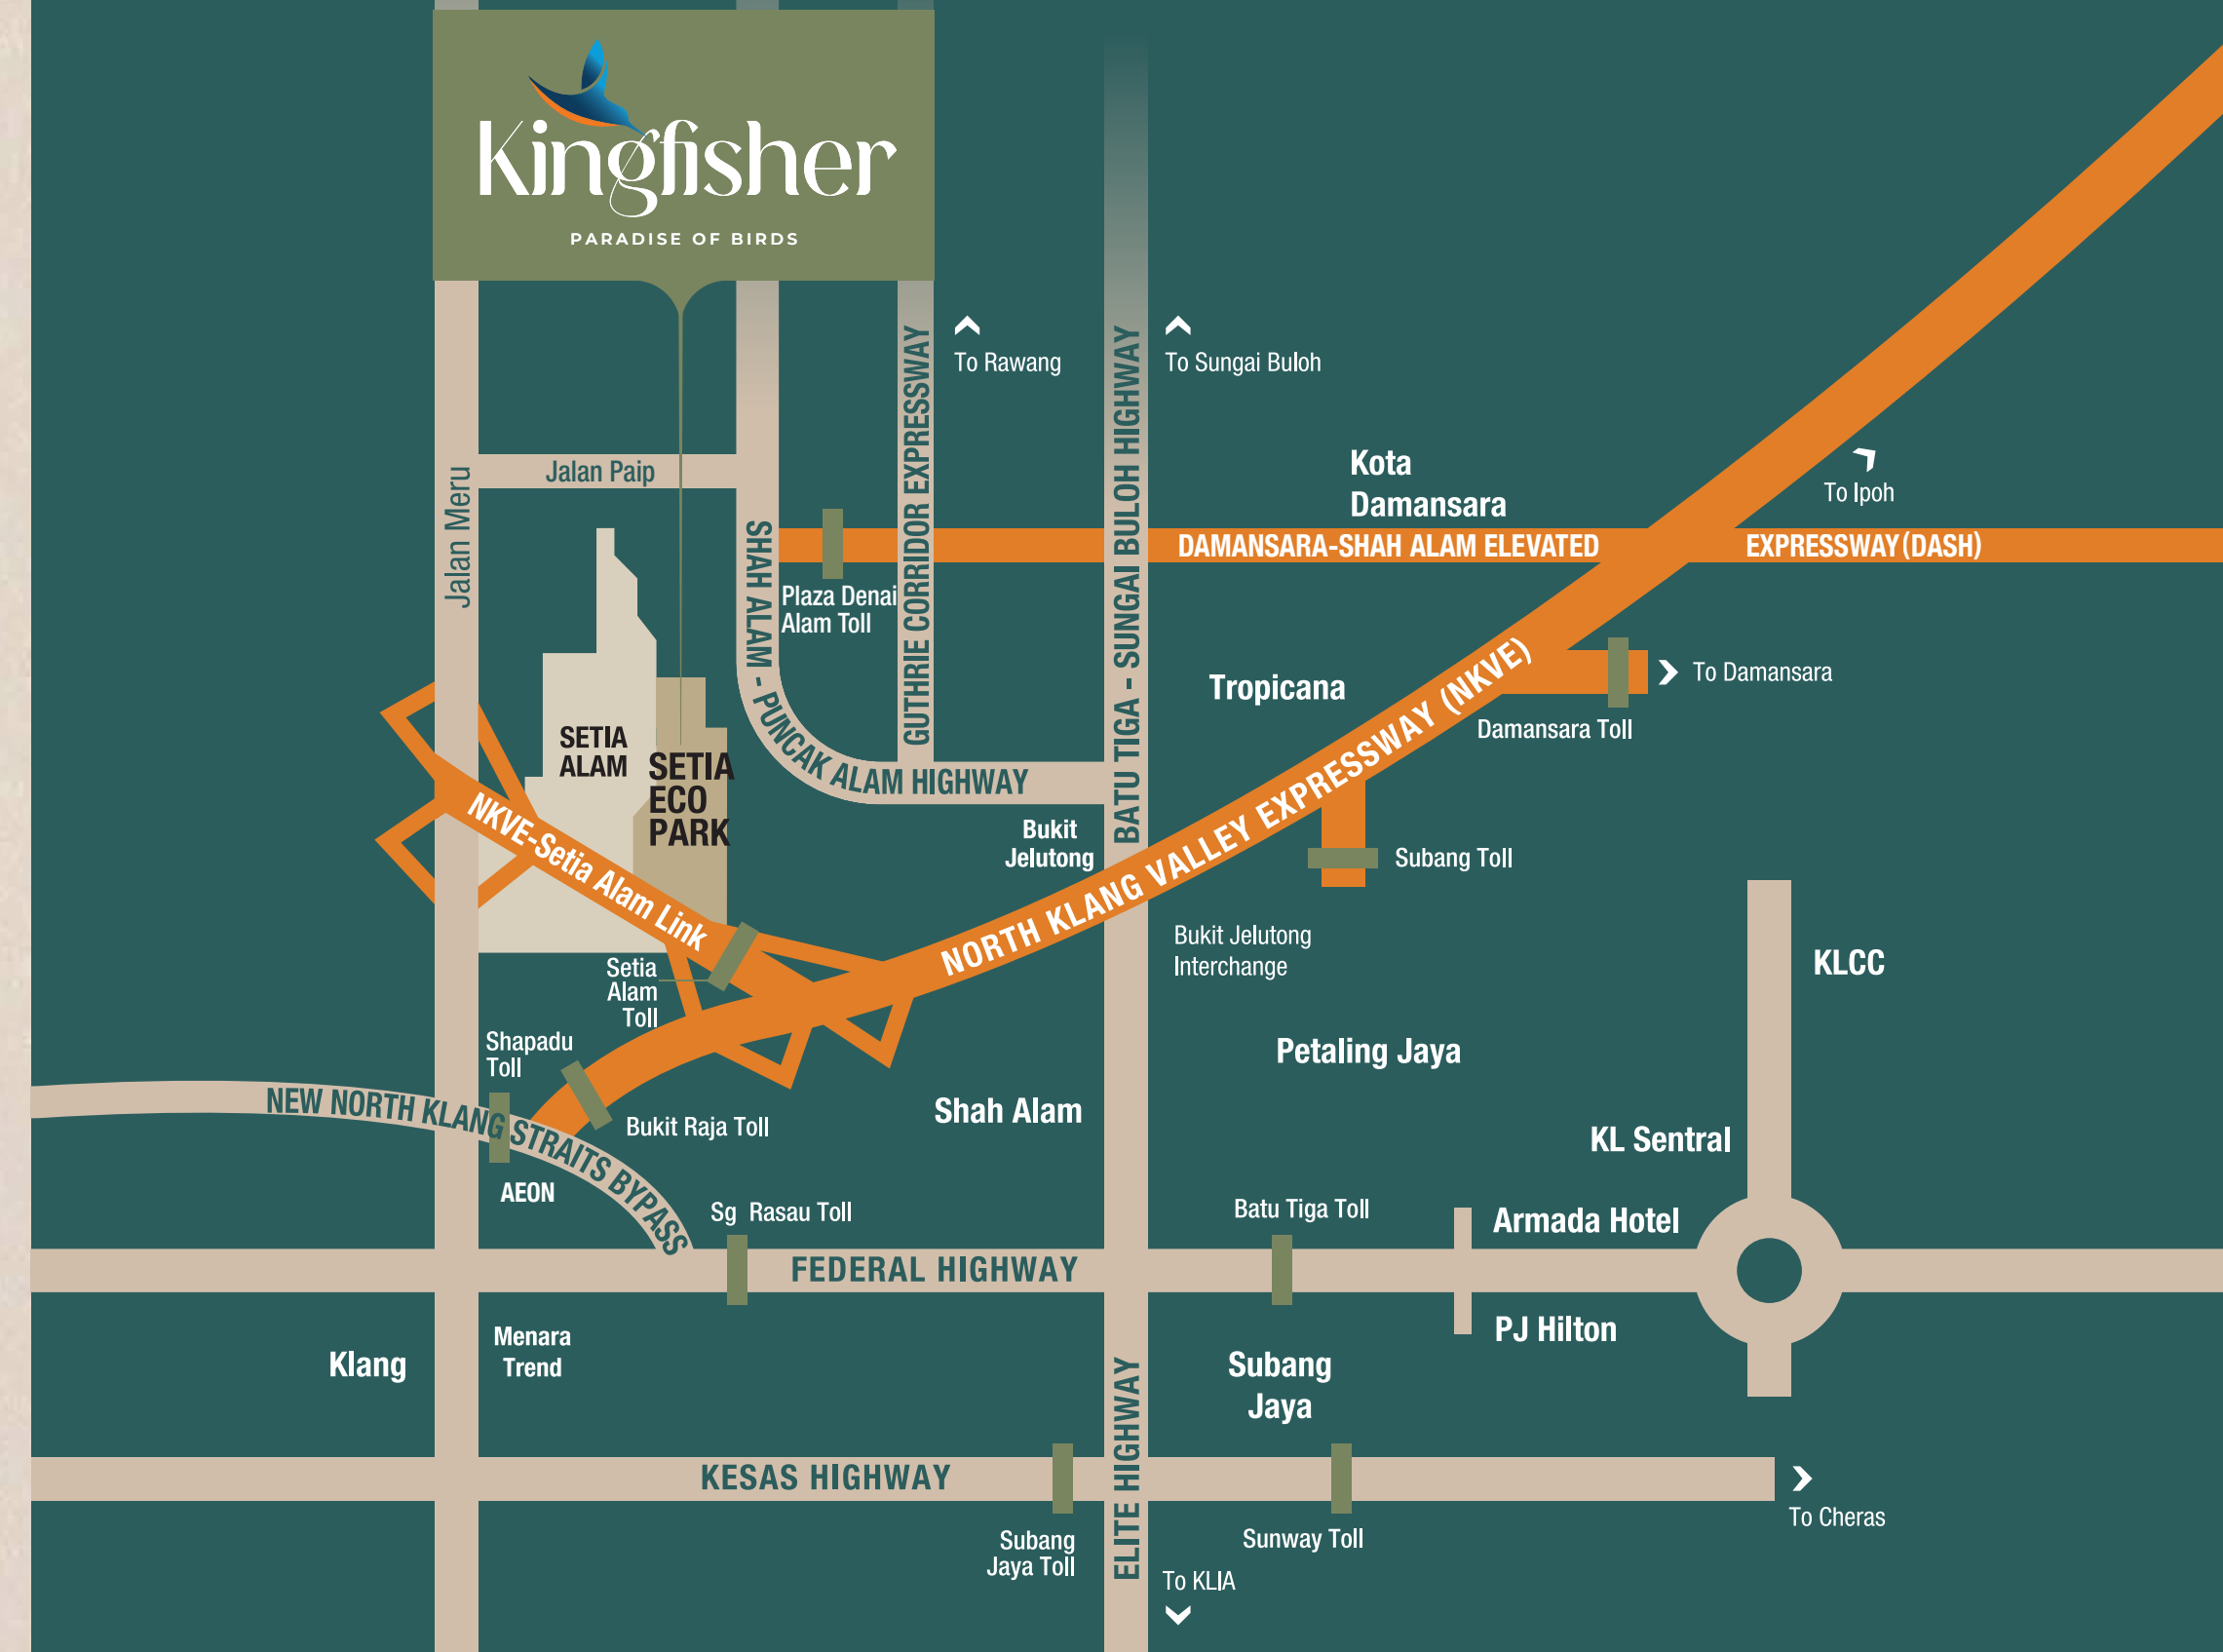 Kingfisher
PARADISE OF BIRDS
To Rawang
To Sungai Buloh
Jalan Meru
Jalan Paip
SHAH ALAM - PUNCAK ALAM HIGHWAY
GUTHRIE CORRIDOR EXPRESSWAY
BATU TIGA - SUNGAI BULOH HIGHWAY
Kota
Damansara
To Ipoh
DAMANSARA-SHAH ALAM ELEVATED EXPRESSWAY (DASH)
Plaza Denai
Alam Toll
Tropicana
To Damansara
Damansara Toll
SETIA
ALAM
SETIA
ECO
PARK
NKVE-Setia Alam Link
NORTH KLANG VALLEY EXPRESSWAY (NKVE)
Bukit
Jelutong
Subang Toll
Bukit Jelutong
Interchange
KLCC
Setia
Alam
Toll
Shapadu
Toll
Petaling Jaya
NEW NORTH KLANG STRAITS BYPASS
Bukit Raja Toll
Shah Alam
KL Sentral
AEON
Sg Rasau Toll
Batu Tiga Toll
Armada Hotel
FEDERAL HIGHWAY
PJ Hilton
Klang
Menara
Trend
Subang
Jaya
ELITE HIGHWAY
KESAS HIGHWAY
To Cheras
Subang
Jaya Toll
Sunway Toll
To KLIA